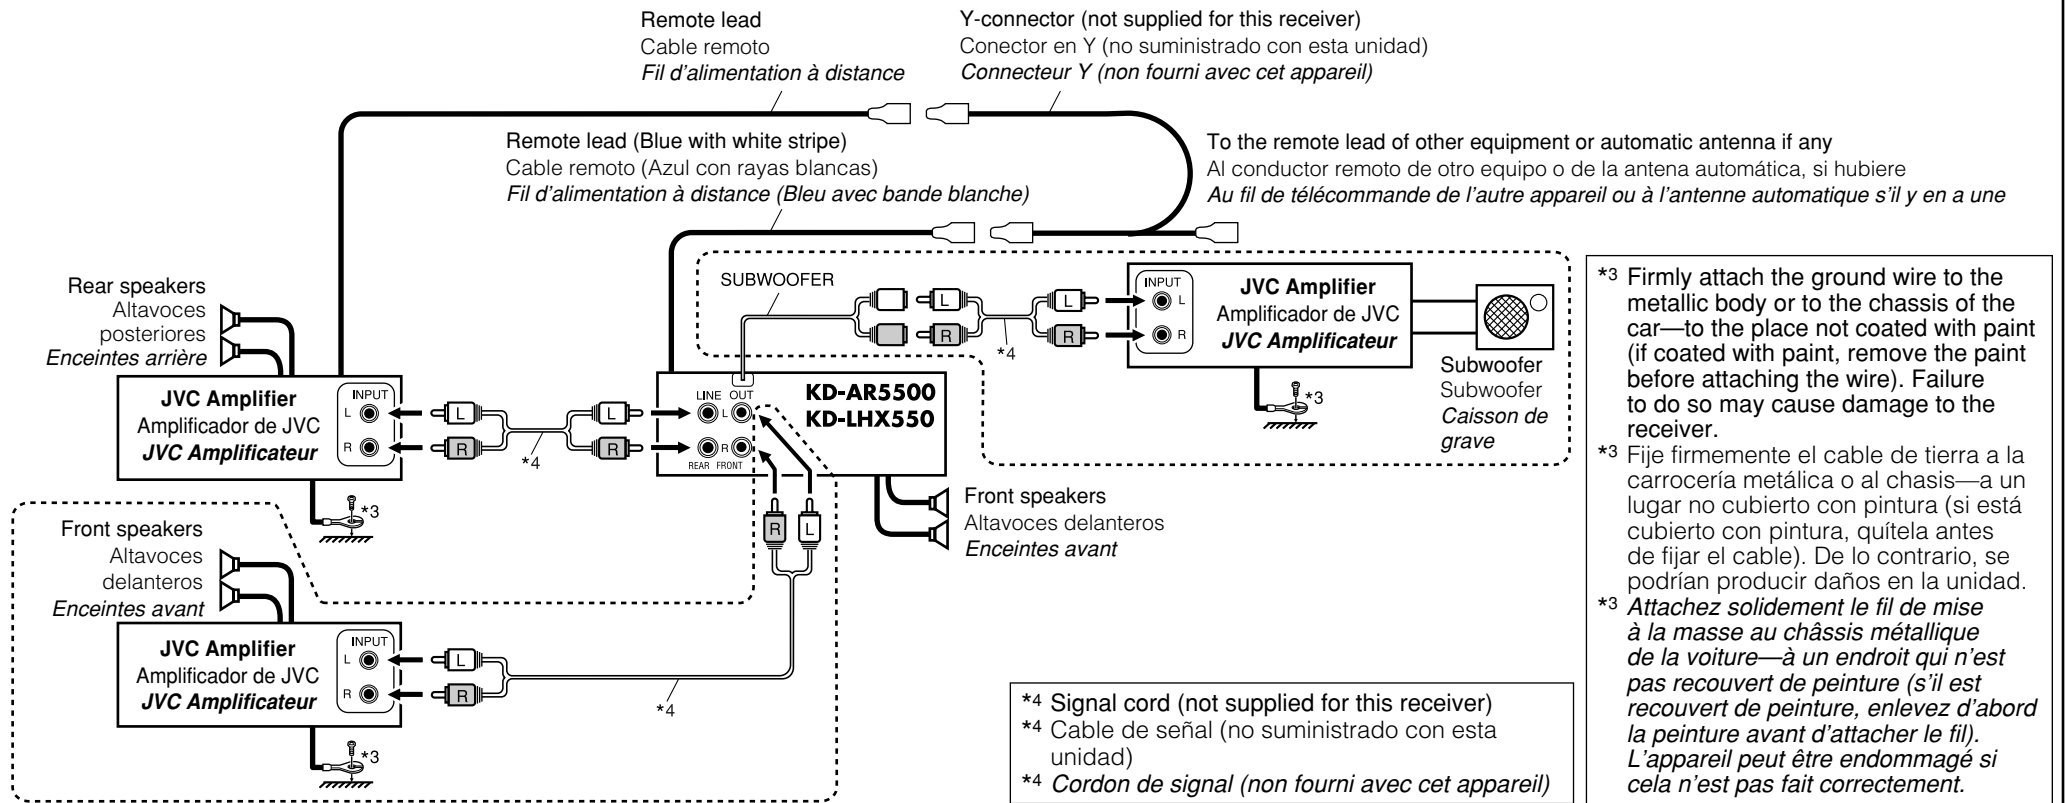 Remote lead
Cable remoto
Fil d'alimentation à distance
Y-connector (not supplied for this receiver)
Conector en Y (no suministrado con esta unidad)
Connecteur Y (non fourni avec cet appareil)
Remote lead (Blue with white stripe)
Cable remoto (Azul con rayas blancas)
Fil d'alimentation à distance (Bleu avec bande blanche)
To the remote lead of other equipment or automatic antenna if any
Al conductor remoto de otro equipo o de la antena automática, si hubiere
Au fil de télécommande de l'autre appareil ou à l'antenne automatique s'il y en a une
Rear speakers
Altavoces
posteriores
Enceintes arrière
JVC Amplifier
Amplificador de JVC
JVC Amplificateur
INPUT
L
R
*3
L
R
*4
L
R
SUBWOOFER
LINE OUT
L
R
REAR FRONT
KD-AR5500
KD-LHX550
L
R
*4
L
R
INPUT
L
R
JVC Amplifier
Amplificador de JVC
JVC Amplificateur
*3
Subwoofer
Subwoofer
Caisson de
grave
Front speakers
Altavoces delanteros
Enceintes avant
R
L
Front speakers
Altavoces
delanteros
Enceintes avant
JVC Amplifier
Amplificador de JVC
JVC Amplificateur
INPUT
L
R
*3
L
R
*4
*4 Signal cord (not supplied for this receiver)
*4 Cable de señal (no suministrado con esta
unidad)
*4 Cordon de signal (non fourni avec cet appareil)
*3 Firmly attach the ground wire to the
metallic body or to the chassis of the
car—to the place not coated with paint
(if coated with paint, remove the paint
before attaching the wire). Failure
to do so may cause damage to the
receiver.
*3 Fije firmemente el cable de tierra a la
carrocería metálica o al chasis—a un
lugar no cubierto con pintura (si está
cubierto con pintura, quítela antes
de fijar el cable). De lo contrario, se
podrían producir daños en la unidad.
*3 Attachez solidement le fil de mise
à la masse au châssis métallique
de la voiture—à un endroit qui n'est
pas recouvert de peinture (s'il est
recouvert de peinture, enlevez d'abord
la peinture avant d'attacher le fil).
L'appareil peut être endommagé si
cela n'est pas fait correctement.